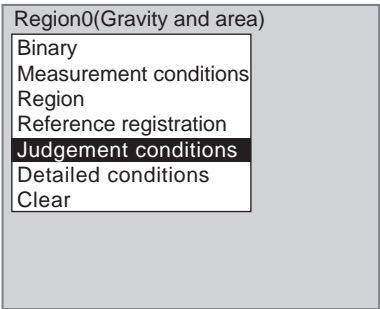 Region0(Gravity and area)
Binary
Measurement conditions
Region
Reference registration
Judgement conditions
Detailed conditions
Clear